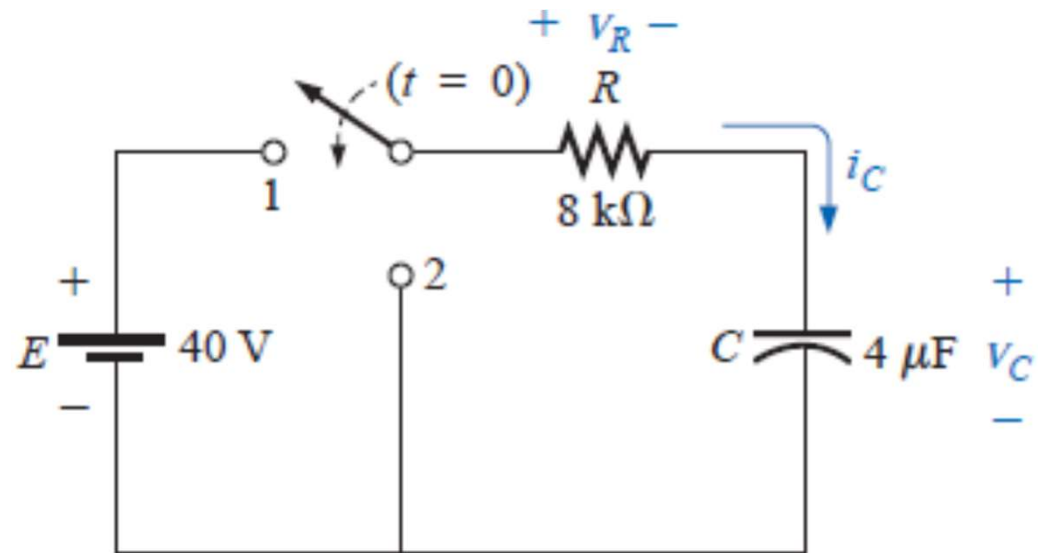 + v_R −
(t = 0)
R
1
8 kΩ
i_C
2
+
+
E
40 V
C
4 μF
v_C
−
−